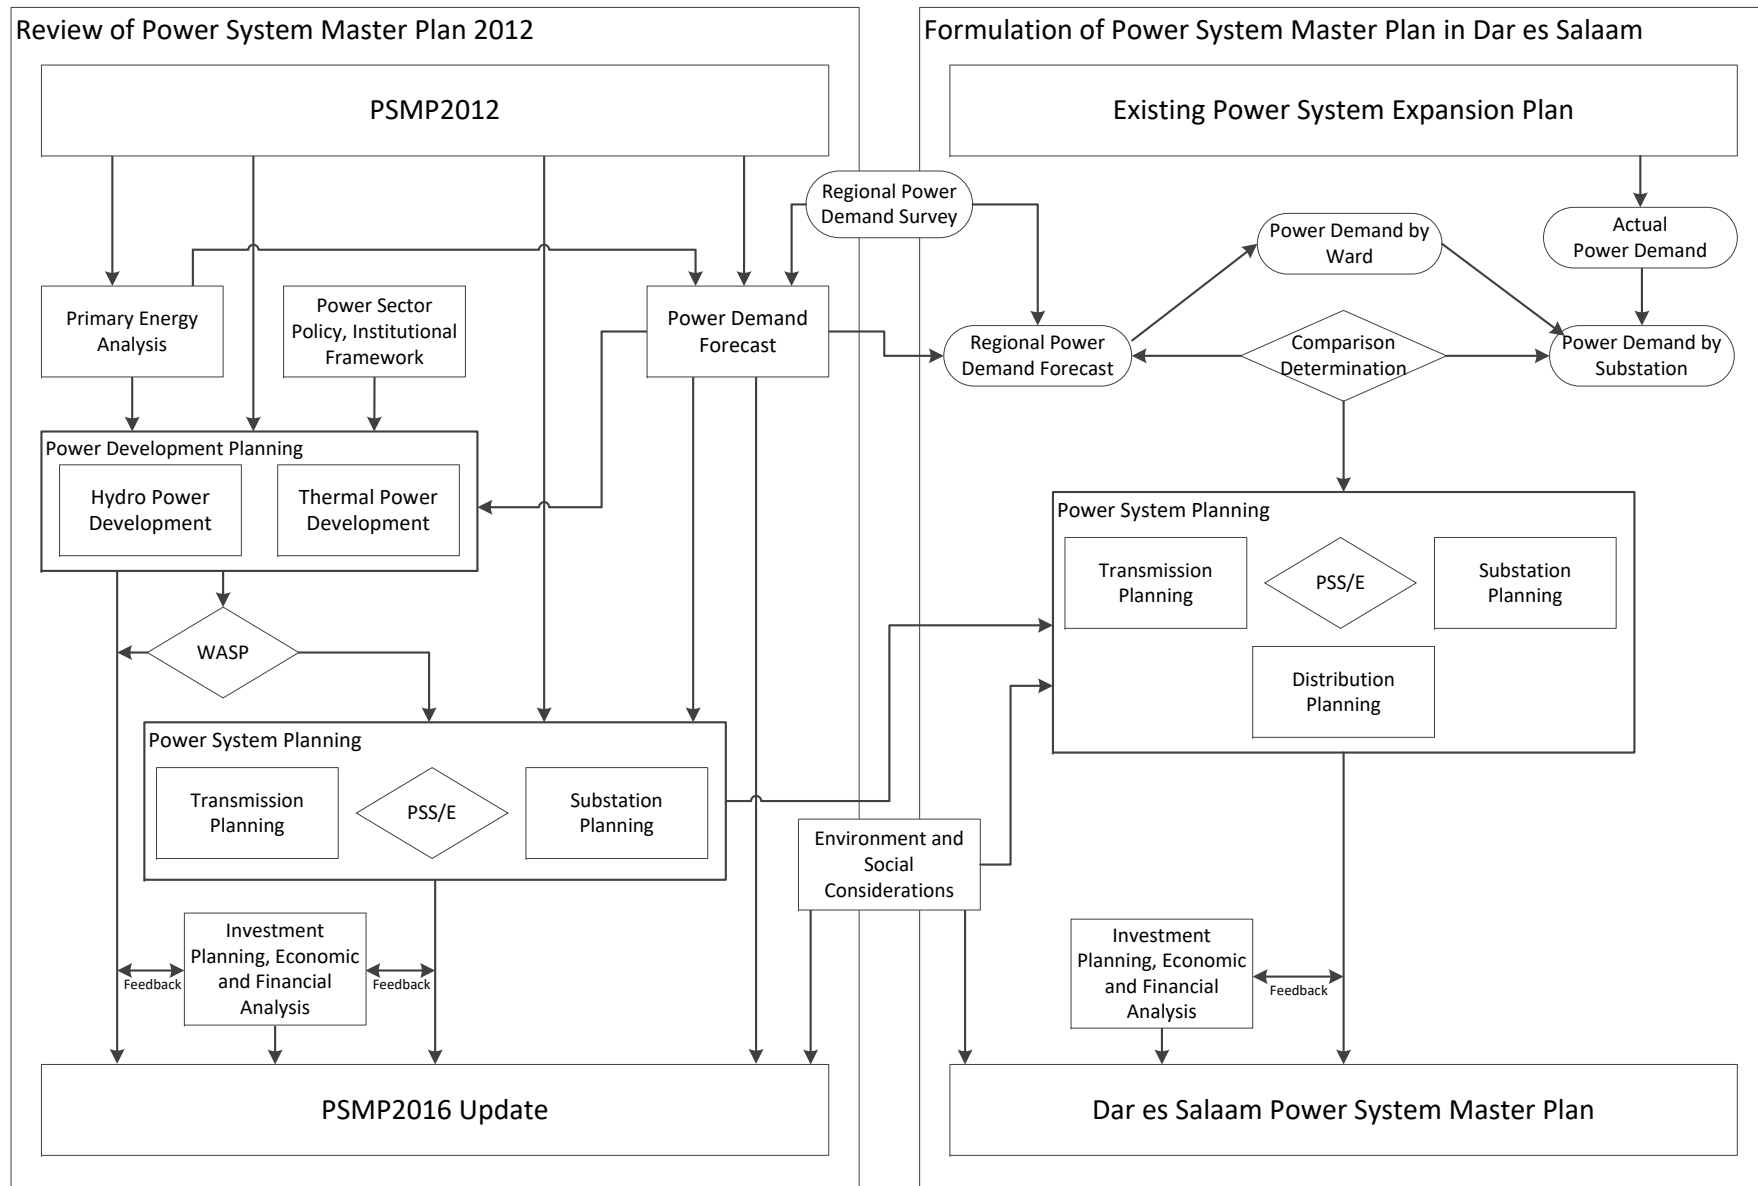 Review of Power System Master Plan 2012
PSMP2012
Primary Energy
Analysis
Power Sector
Policy, Institutional
Framework
Power Demand
Forecast
Power Development Planning
Hydro Power
Development
Thermal Power
Development
WASP
Power System Planning
Transmission
Planning
PSS/E
Substation
Planning
Investment
Planning, Economic
and Financial
Analysis
Feedback
Feedback
PSMP2016 Update
Regional Power
Demand Survey
Environment and
Social
Considerations
Formulation of Power System Master Plan in Dar es Salaam
Existing Power System Expansion Plan
Power Demand by
Ward
Actual
Power Demand
Regional Power
Demand Forecast
Comparison
Determination
Power Demand by
Substation
Power System Planning
Transmission
Planning
PSS/E
Substation
Planning
Distribution
Planning
Investment
Planning, Economic
and Financial
Analysis
Feedback
Dar es Salaam Power System Master Plan